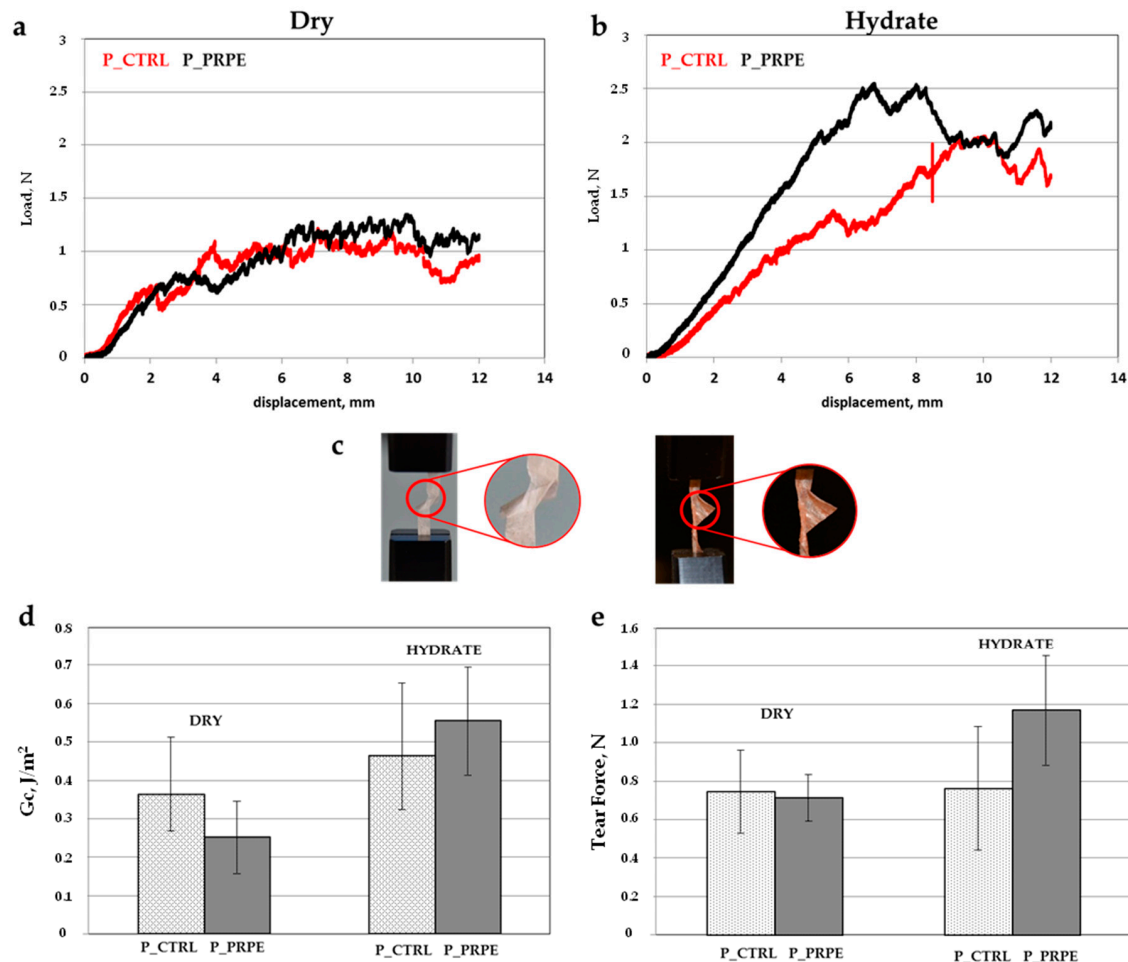 a
Dry
P_CTRL P_PRPE
3
2.5
2
1.5
1
0.5
0
Load, N
0 2 4 6 8 10 12 14
displacement, mm
b
Hydrate
P_CTRL P_PRPE
3
2.5
2
1.5
1
0.5
0
Load, N
0 2 4 6 8 10 12 14
displacement, mm
c
d
0.8
0.7
0.6
0.5
0.4
0.3
0.2
0.1
0
Gc, J/m²
DRY
HYDRATE
P_CTRL P_PRPE
P_CTRL P_PRPE
e
1.6
1.4
1.2
1.0
0.8
0.6
0.4
0.2
0.0
Tear Force, N
DRY
HYDRATE
P_CTRL P_PRPE
P_CTRL P_PRPE